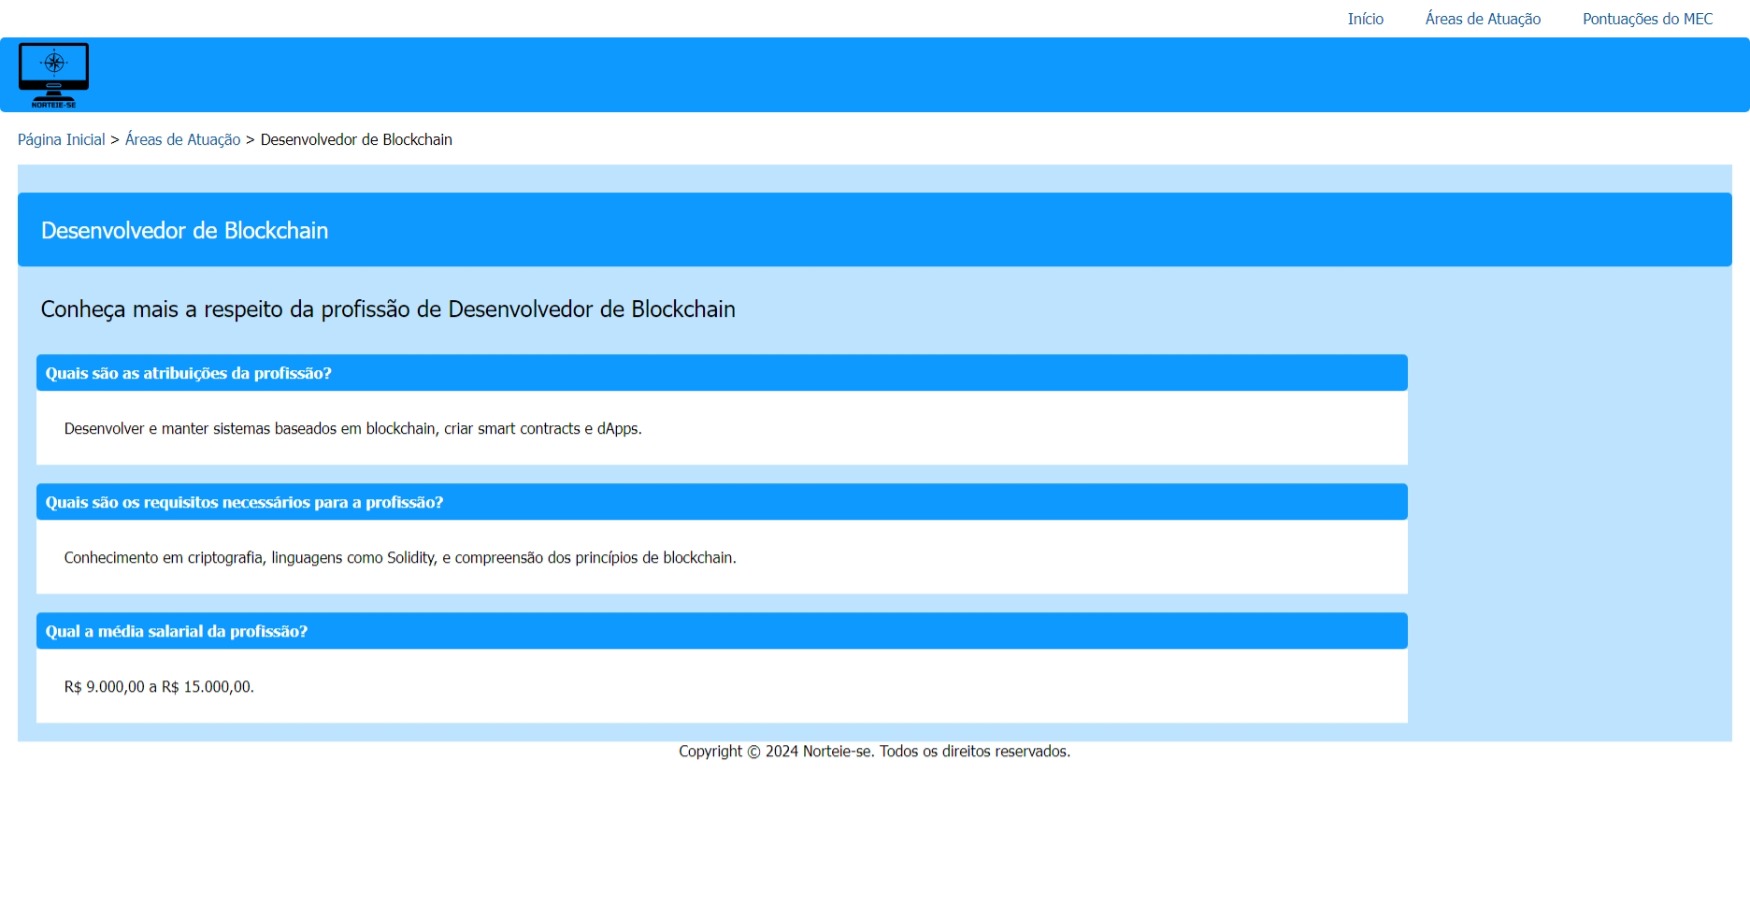 Início Áreas de Atuação Pontuações do MEC
NORTEIE-SE
Página Inicial > Áreas de Atuação > Desenvolvedor de Blockchain
Desenvolvedor de Blockchain
Conheça mais a respeito da profissão de Desenvolvedor de Blockchain
Quais são as atribuições da profissão?
Desenvolver e manter sistemas baseados em blockchain, criar smart contracts e dApps.
Quais são os requisitos necessários para a profissão?
Conhecimento em criptografia, linguagens como Solidity, e compreensão dos princípios de blockchain.
Qual a média salarial da profissão?
R$ 9.000,00 a R$ 15.000,00.
Copyright © 2024 Norteie-se. Todos os direitos reservados.